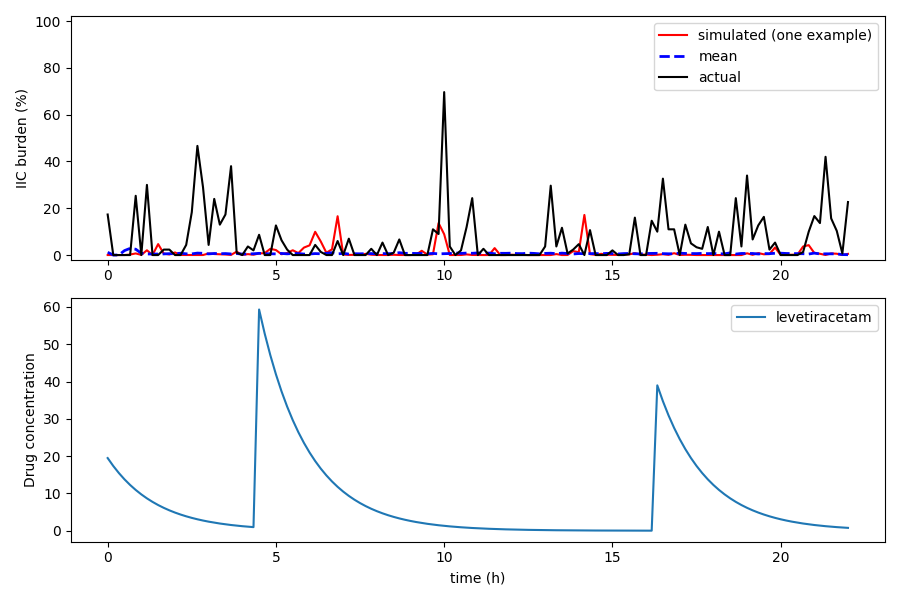 100
80
60
40
20
0
IIC burden (%)
simulated (one example)
mean
actual
0 5 10 15 20
60
50
40
30
20
10
0
Drug concentration
levetiracetam
0 5 10 15 20
time (h)